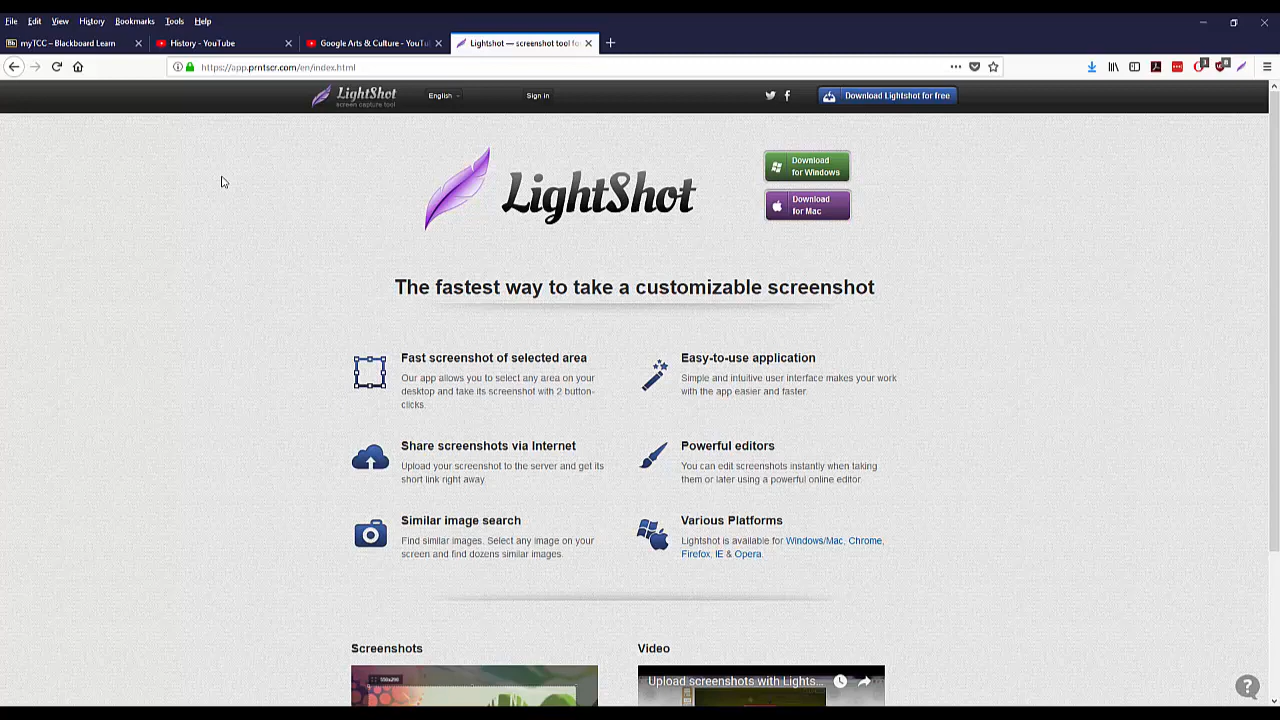 File Edit View History Bookmarks Tools Help
myTCC – Blackboard Learn
History - YouTube
Google Arts & Culture - YouTu
Lightshot — screenshot tool fo
https://app.prntscr.com/en/index.html
LightShot
screen capture tool
English
Sign in
Download Lightshot for free
LightShot
Download
for Windows
Download
for Mac
The fastest way to take a customizable screenshot
Fast screenshot of selected area
Our app allows you to select any area on your
desktop and take its screenshot with 2 button-
clicks.
Easy-to-use application
Simple and intuitive user interface makes your work
with the app easier and faster.
Share screenshots via Internet
Upload your screenshot to the server and get its
short link right away.
Powerful editors
You can edit screenshots instantly when taking
them or later using a powerful online editor.
Similar image search
Find similar images. Select any image on your
screen and find dozens similar images.
Various Platforms
Lightshot is available for Windows/Mac, Chrome,
Firefox, IE & Opera.
Screenshots
Video
Upload screenshots with Lights...